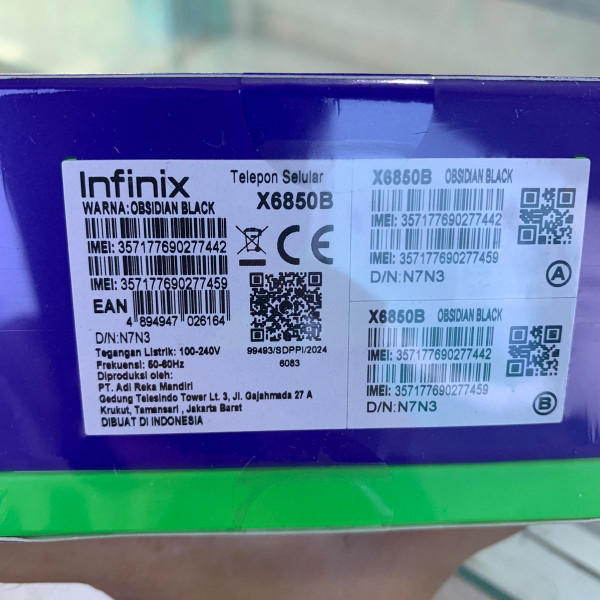 Infinix
Telepon Selular
X6850B
WARNA: OBSIDIAN BLACK
IMEI: 357177690277442
IMEI: 357177690277459
EAN
4 894947 026164
D/N:N7N3
99493/SDPPI/2024
6083
Tegangan Listrik: 100-240V
Frekuensi: 50-60Hz
Diproduksi oleh:
PT. Adi Reka Mandiri
Gedung Telesindo Tower Lt. 3, Jl. Gajahmada 27 A
Krukut, Tamansari , Jakarta Barat
DIBUAT DI INDONESIA
X6850B OBSIDIAN BLACK
IMEI: 357177690277442
IMEI: 357177690277459
D/N:N7N3
A
X6850B OBSIDIAN BLACK
IMEI: 357177690277442
IMEI: 357177690277459
D/N:N7N3
B